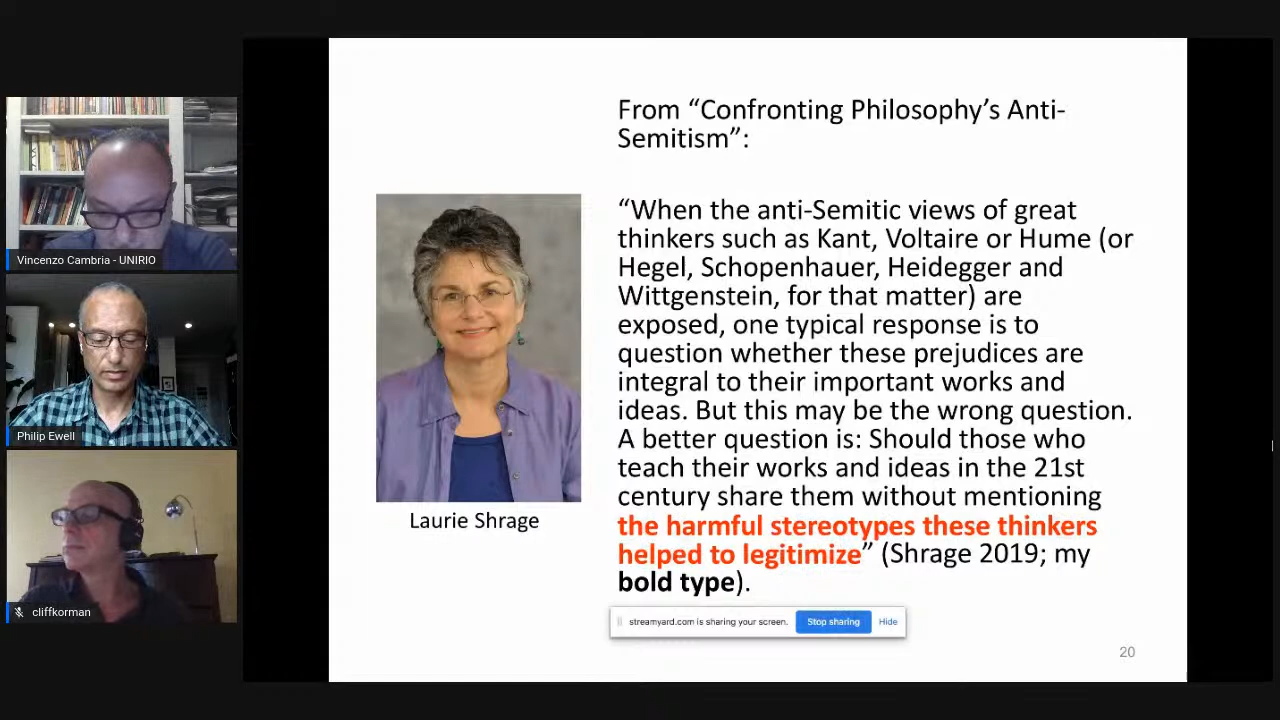 Vincenzo Cambria - UNIRIO
Philip Ewell
cliffkorman
From “Confronting Philosophy’s Anti-
Semitism”:
“When the anti-Semitic views of great
thinkers such as Kant, Voltaire or Hume (or
Hegel, Schopenhauer, Heidegger and
Wittgenstein, for that matter) are
exposed, one typical response is to
question whether these prejudices are
integral to their important works and
ideas. But this may be the wrong question.
A better question is: Should those who
teach their works and ideas in the 21st
century share them without mentioning
the harmful stereotypes these thinkers
helped to legitimize” (Shrage 2019; my
bold type).
Laurie Shrage
streamyard.com is sharing your screen.
Stop sharing
Hide
20